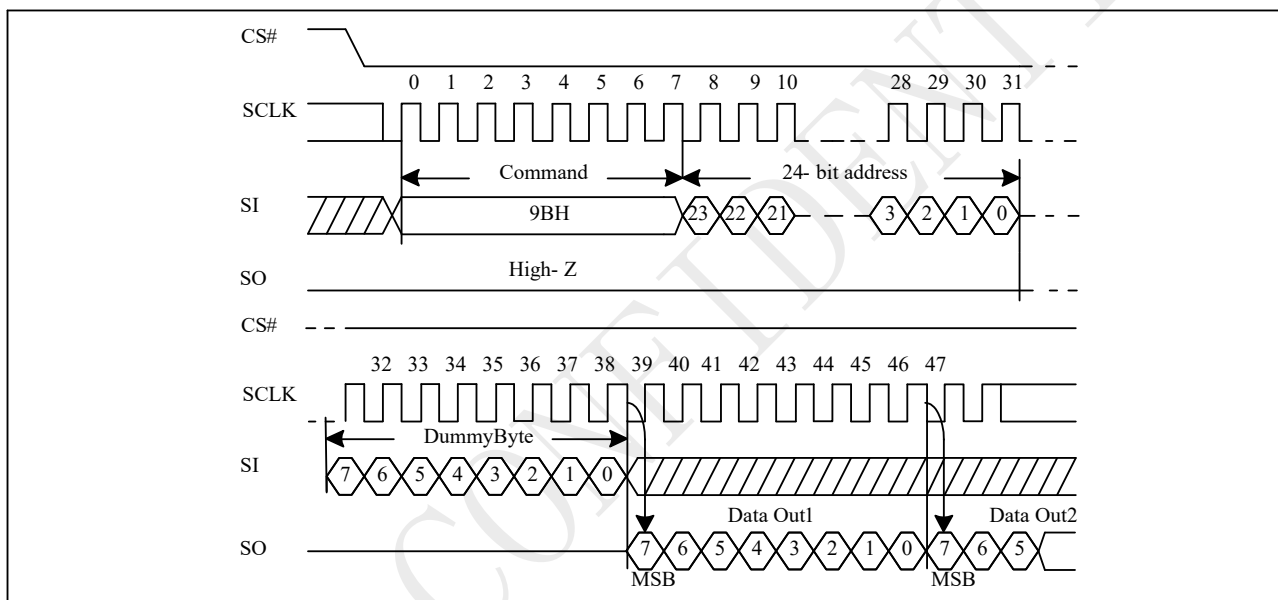 CS#
0 1 2 3 4 5 6 7 8 9 10 28 29 30 31
SCLK
Command 24- bit address
SI 9BH 23 22 21 3 2 1 0
High- Z
SO
CS#
32 33 34 35 36 37 38 39 40 41 42 43 44 45 46 47
SCLK
DummyByte
SI 7 6 5 4 3 2 1 0
Data Out1 Data Out2
SO 7 6 5 4 3 2 1 0 7 6 5
MSB MSB